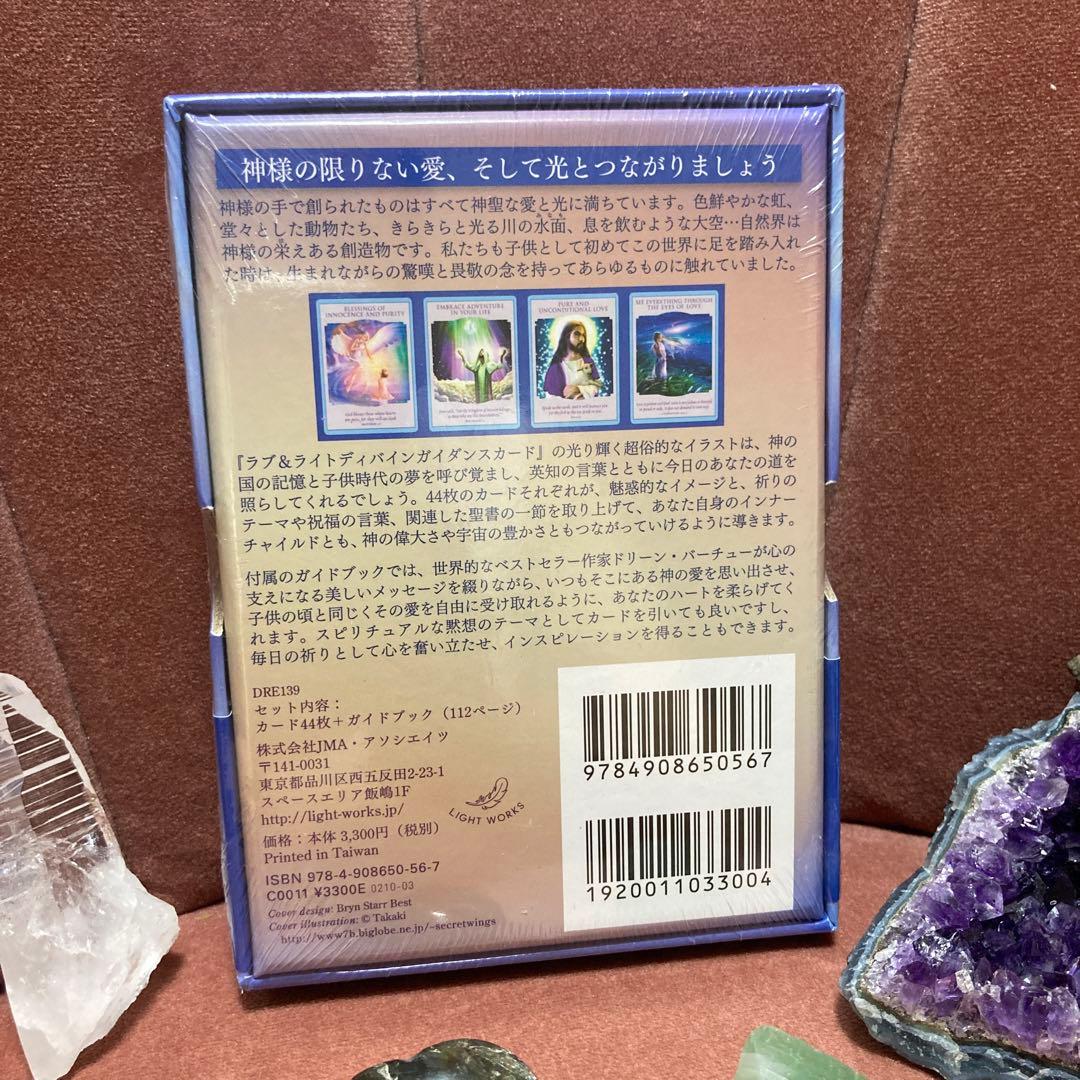 神様の限りない愛、そして光とつながりましょう
神様の手で創られたものはすべて神聖な愛と光に満ちています。色鮮やかな虹、
堂々とした動物たち、きらきらと光る川の水面、息を飲むような大空…自然界は
神様の栄えある創造物です。私たちも子供として初めてこの世界に足を踏み入れ
た時は、生まれながらの驚嘆と畏敬の念を持ってあらゆるものに触れていました。
BLESSINGS OF
INNOCENCE AND PURITY
EMBRACE ADVENTURE
IN YOUR LIFE
PURE AND
UNCONDITIONAL LOVE
SEE EVERYTHING THROUGH
THE EYES OF LOVE
『ラブ&ライトディバインガイダンスカード』の光り輝く超俗的なイラストは、神の
国の記憶と子供時代の夢を呼び覚まし、英知の言葉とともに今日のあなたの道を
照らしてくれるでしょう。44枚のカードそれぞれが、魅惑的なイメージと、祈りの
テーマや祝福の言葉、関連した聖書の一節を取り上げて、あなた自身のインナー
チャイルドとも、神の偉大さや宇宙の豊かさともつながっていけるように導きます。
付属のガイドブックでは、世界的なベストセラー作家ドリーン・バーチューが心の
支えになる美しいメッセージを綴りながら、いつもそこにある神の愛を思い出させ、
子供の頃と同じくその愛を自由に受け取れるように、あなたのハートを柔らげてく
れます。スピリチュアルな黙想のテーマとしてカードを引いても良いですし、
毎日の祈りとして心を奮い立たせ、インスピレーションを得ることもできます。
DRE139
セット内容:
カード44枚+ガイドブック(112ページ)
株式会社JMA・アソシエイツ
〒141-0031
東京都品川区西五反田2-23-1
スペースエリア飯嶋1F
http://light-works.jp/
LIGHT WORKS
価格:本体 3,300円(税別)
Printed in Taiwan
ISBN 978-4-908650-56-7
C0011 ¥3300E 0210-03
Cover design: Bryn Starr Best
Cover illustration: © Takaki
http://www7b.biglobe.ne.jp/~secretwings
9784908650567
1920011033004